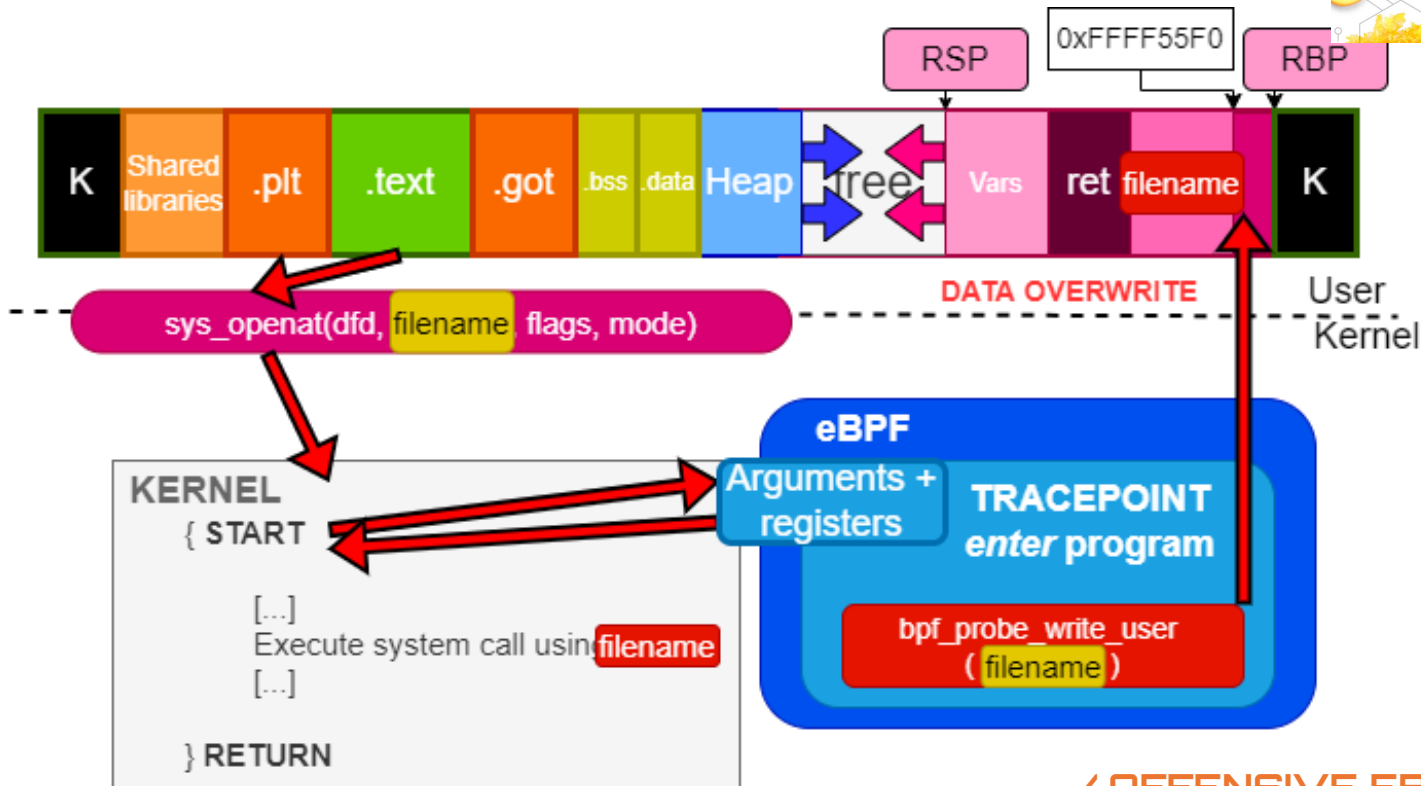 RSP
0xFFFF55F0
RBP
K
Shared
libraries
.plt
.text
.got
.bss
.data
Heap
free
Vars
ret
filename
K
DATA OVERWRITE
User
Kernel
sys_openat(dfd, filename, flags, mode)
eBPF
Arguments +
registers
TRACEPOINT
enter program
bpf_probe_write_user
( filename )
KERNEL
{ START
[...]
Execute system call using filename
[...]
} RETURN